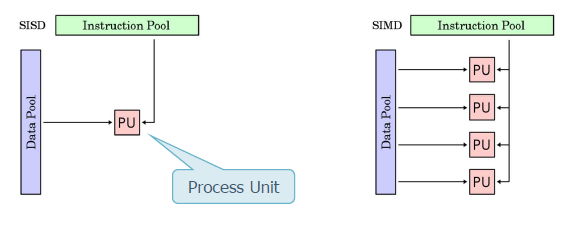 SISD
Instruction Pool
Data Pool
PU
Process Unit
SIMD
Instruction Pool
Data Pool
PU
PU
PU
PU